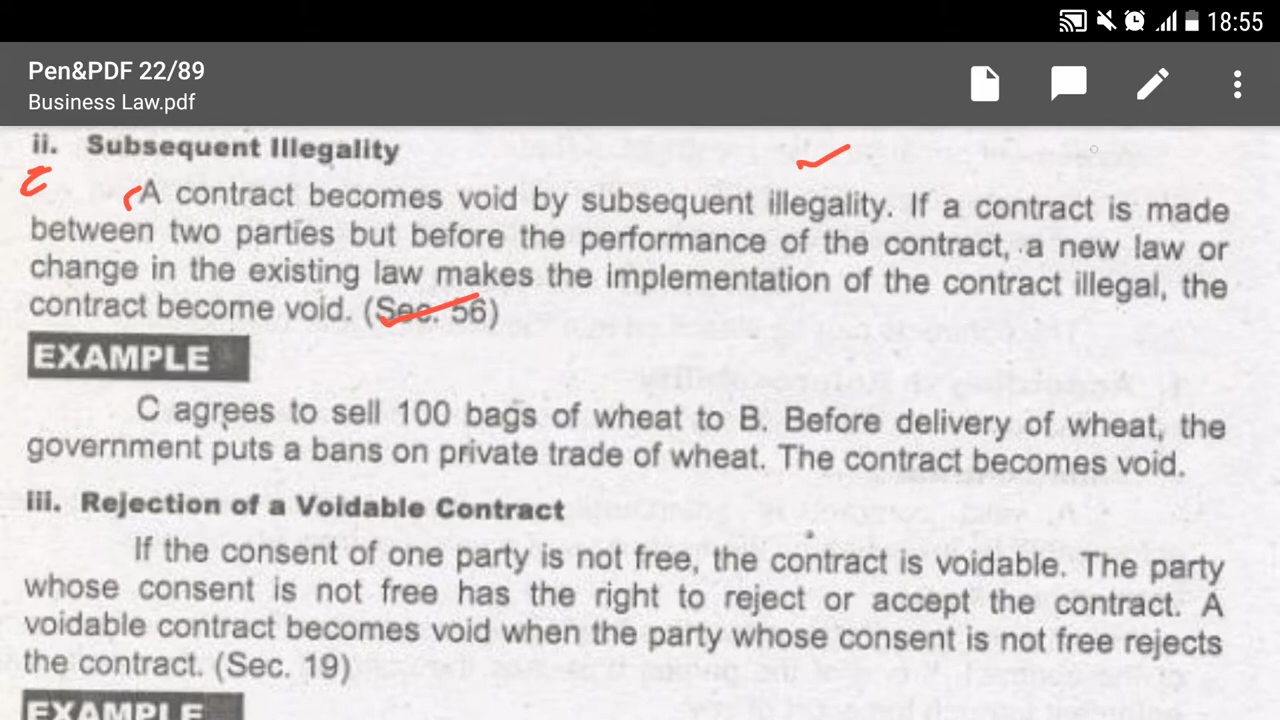 18:55
Pen&PDF 22/89
Business Law.pdf
ii. Subsequent Illegality
A contract becomes void by subsequent illegality. If a contract is made
between two parties but before the performance of the contract, a new law or
change in the existing law makes the implementation of the contract illegal, the
contract become void. (Sec. 56)
EXAMPLE
C agrees to sell 100 bags of wheat to B. Before delivery of wheat, the
government puts a bans on private trade of wheat. The contract becomes void.
iii. Rejection of a Voidable Contract
If the consent of one party is not free, the contract is voidable. The party
whose consent is not free has the right to reject or accept the contract. A
voidable contract becomes void when the party whose consent is not free rejects
the contract. (Sec. 19)
EXAMPLE